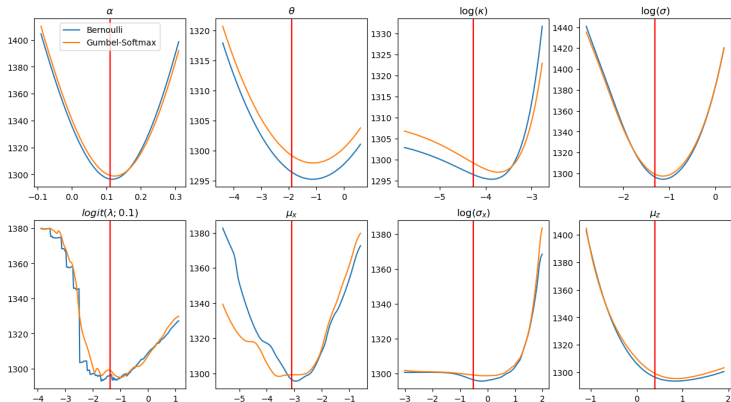 α
θ
log(κ)
log(σ)
Bernoulli
Gumbel-Softmax
1400
1380
1360
1340
1320
1300
-0.1 0.0 0.1 0.2 0.3
1320
1315
1310
1305
1300
1295
-4 -3 -2 -1 0
1330
1325
1320
1315
1310
1305
1300
1295
-5 -4 -3
1440
1420
1400
1380
1360
1340
1320
1300
-2 -1 0
logit(λ; 0.1)
μx
log(σx)
μz
1380
1360
1340
1320
1300
-4 -3 -2 -1 0 1
1380
1360
1340
1320
1300
-5 -4 -3 -2 -1
1380
1360
1340
1320
1300
-3 -2 -1 0 1 2
1400
1380
1360
1340
1320
1300
-1 0 1 2